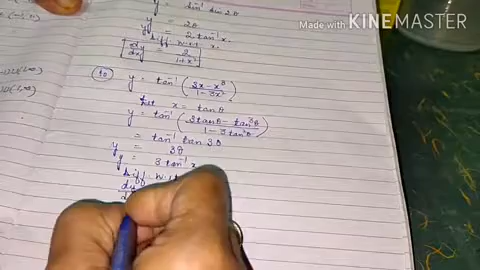 y = sin⁻¹ sin 2θ
y = 2θ
y = 2 tan⁻¹ x.
diff. w.r.t. x.
dy/dx = 2/1+x²
10 y = tan⁻¹ (3x-x³/1-3x²)
Put x = tanθ
y = tan⁻¹ (3tanθ - tan³θ/1-3tan²θ)
= tan⁻¹ tan 3θ
y = 3θ
y = 3 tan⁻¹ x
diff. w.r.t
dy
Made with KINEMASTER